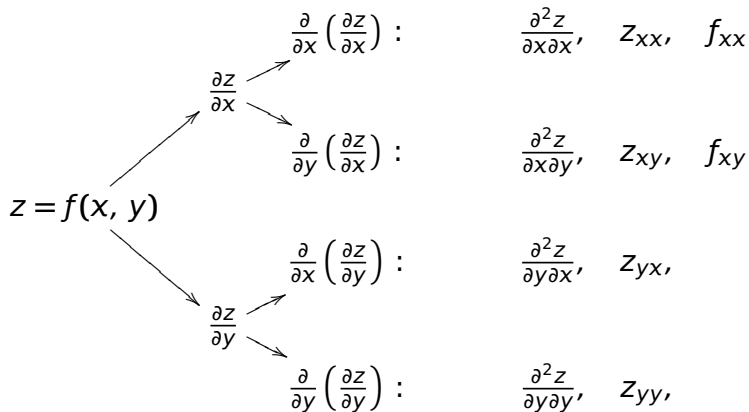 ∂/∂x (∂z/∂x) : ∂²z/∂x∂x, z_xx, f_xx
∂z/∂x
∂/∂y (∂z/∂x) : ∂²z/∂x∂y, z_xy, f_xy
z = f(x, y)
∂/∂x (∂z/∂y) : ∂²z/∂y∂x, z_yx,
∂z/∂y
∂/∂y (∂z/∂y) : ∂²z/∂y∂y, z_yy,